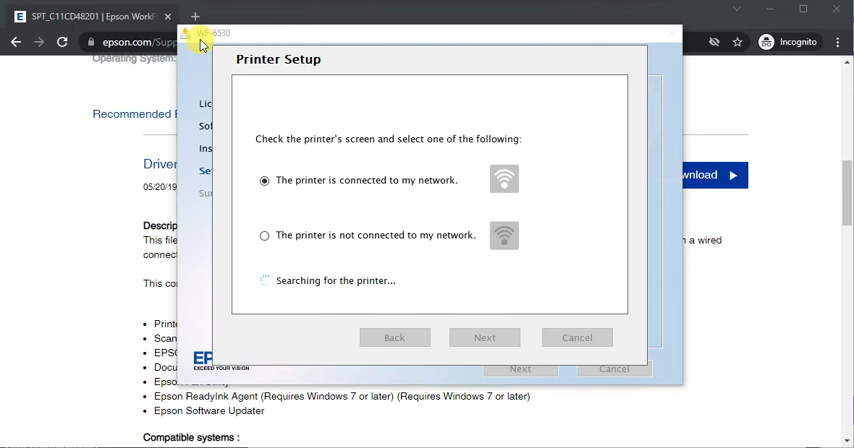 SPT_C11CD48201 | Epson WorkF
WF-6530
epson.com/Supp
Incognito
Operating System:
Printer Setup
Recommended F
Lic
Check the printer's screen and select one of the following:
Sof
Ins
Driver
Set
The printer is connected to my network.
wnload
05/20/19
Sur
Descrip
The printer is not connected to my network.
This file
n a wired
connect
This cor
Searching for the printer...
Printe
Back
Next
Cancel
Scan
EPSO
EP
Docu
EXCEED YOUR VISION
Next
Cancel
Epson ReadyInk Agent (Requires Windows 7 or later) (Requires Windows 7 or later)
Epson Software Updater
Compatible systems :